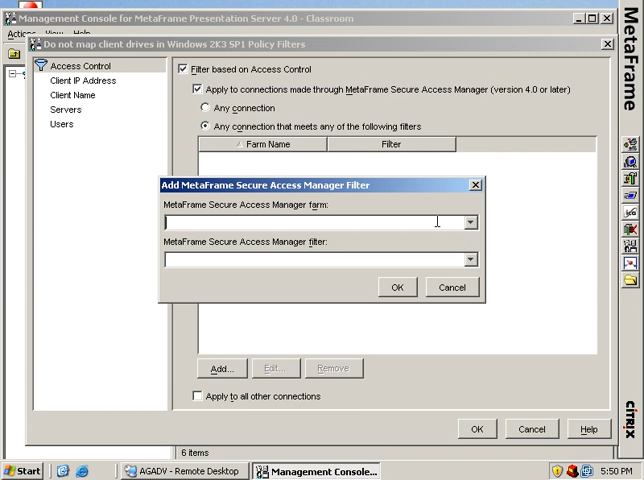 Management Console for MetaFrame Presentation Server 4.0 - Classroom
Actions View Help
Do not map client drives in Windows 2K3 SP1 Policy Filters
Access Control
Client IP Address
Client Name
Servers
Users
Filter based on Access Control
Apply to connections made through MetaFrame Secure Access Manager (version 4.0 or later)
Any connection
Any connection that meets any of the following filters
Farm Name Filter
Add MetaFrame Secure Access Manager Filter
MetaFrame Secure Access Manager farm:
MetaFrame Secure Access Manager filter:
OK Cancel
Add... Edit... Remove
Apply to all other connections
OK Cancel Help
6 items
MetaFrame
CITRIX
Start AGADV - Remote Desktop Management Console... 5:50 PM